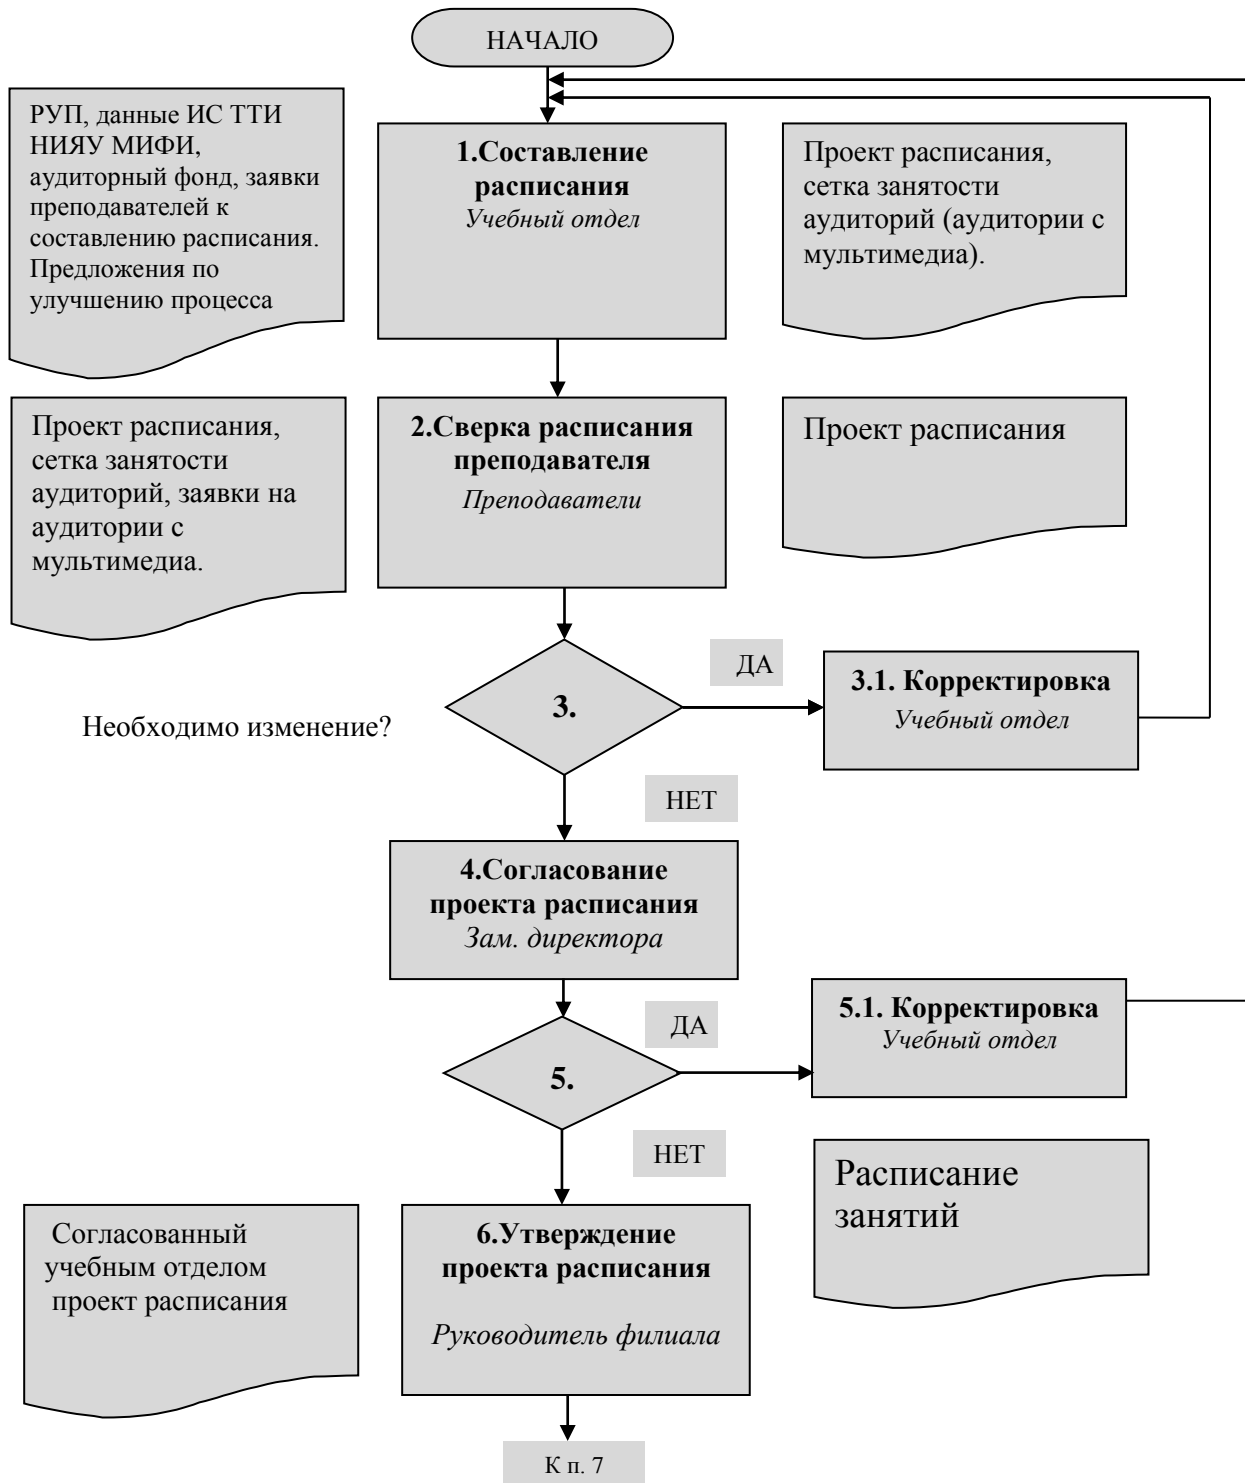 НАЧАЛО
РУП, данные ИС ТТИ
НИЯУ МИФИ,
аудиторный фонд, заявки
преподавателей к
составлению расписания.
Предложения по
улучшению процесса
1.Составление
расписания
Учебный отдел
Проект расписания,
сетка занятости
аудиторий (аудитории с
мультимедиа).
Проект расписания,
сетка занятости
аудиторий, заявки на
аудитории с
мультимедиа.
2.Сверка расписания
преподавателя
Преподаватели
Проект расписания
Необходимо изменение?
3.
ДА
3.1. Корректировка
Учебный отдел
НЕТ
4.Согласование
проекта расписания
Зам. директора
5.
ДА
5.1. Корректировка
Учебный отдел
НЕТ
Расписание
занятий
Согласованный
учебным отделом
проект расписания
6.Утверждение
проекта расписания
Руководитель филиала
К п. 7